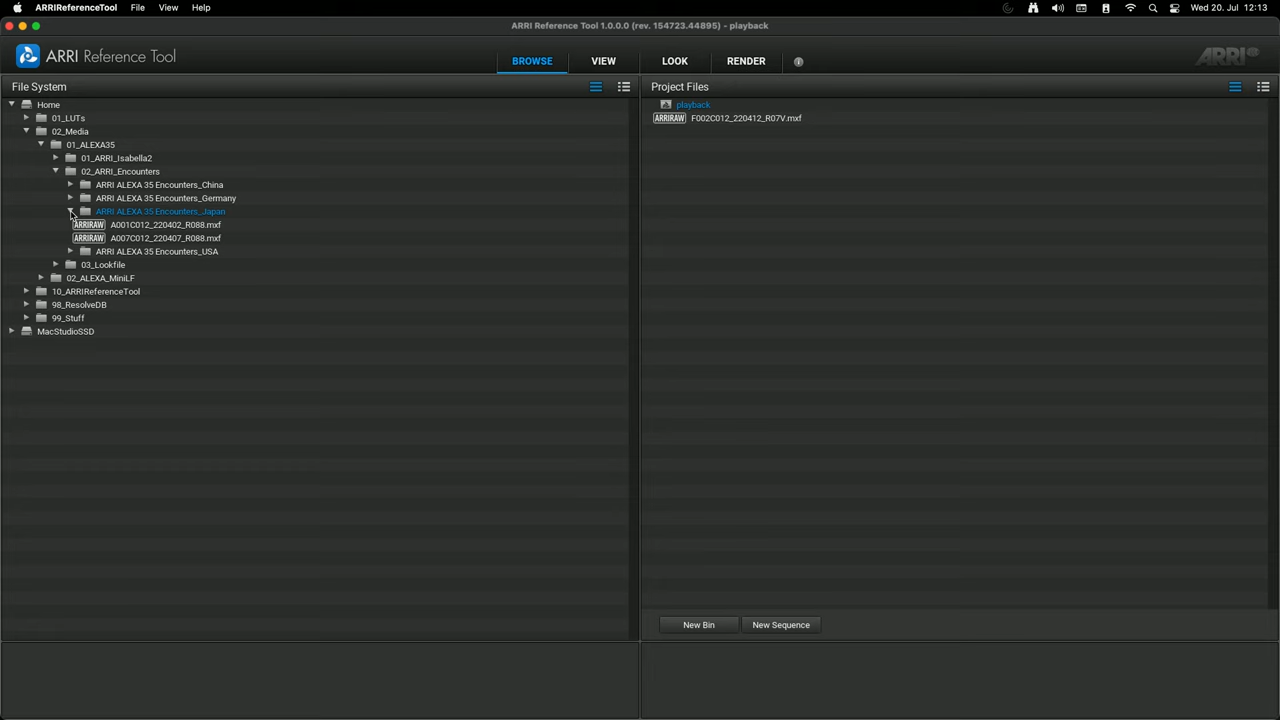 ARRIReferenceTool File View Help Wed 20. Jul 12:13
ARRI Reference Tool 1.0.0.0 (rev. 154723.44895) - playback
ARRI Reference Tool BROWSE VIEW LOOK RENDER ARRI
File System
Home
01_LUTs
02_Media
01_ALEXA35
01_ARRI_Isabella2
02_ARRI_Encounters
ARRI ALEXA 35 Encounters_China
ARRI ALEXA 35 Encounters_Germany
ARRI ALEXA 35 Encounters_Japan
ARRIRAW A001C012_220402_R088.mxf
ARRIRAW A007C012_220407_R088.mxf
ARRI ALEXA 35 Encounters_USA
03_Lookfile
02_ALEXA_MiniLF
10_ARRIReferenceTool
98_ResolveDB
99_Stuff
MacStudioSSD
Project Files
playback
ARRIRAW F002C012_220412_R07V.mxf
New Bin New Sequence